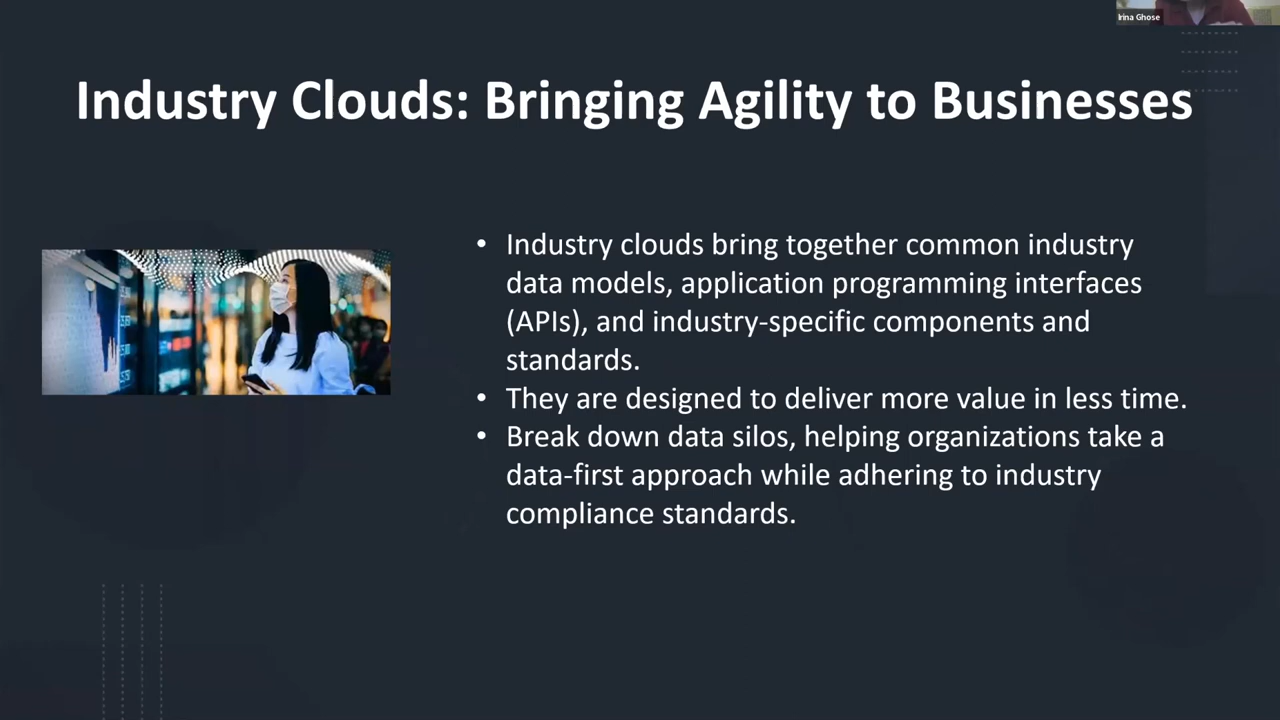 Irina Ghose
Industry Clouds: Bringing Agility to Businesses
• Industry clouds bring together common industry
data models, application programming interfaces
(APIs), and industry-specific components and
standards.
• They are designed to deliver more value in less time.
• Break down data silos, helping organizations take a
data-first approach while adhering to industry
compliance standards.